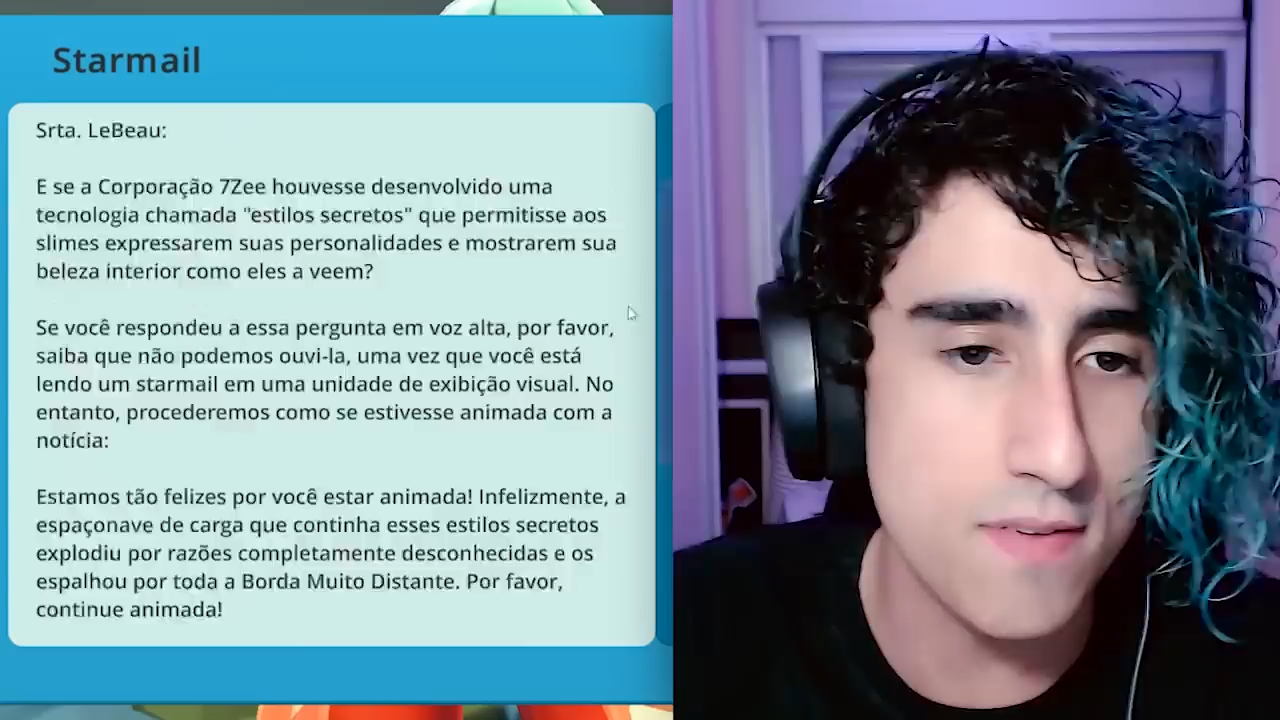 Starmail
Srta. LeBeau:
E se a Corporação 7Zee houvesse desenvolvido uma
tecnologia chamada "estilos secretos" que permitisse aos
slimes expressarem suas personalidades e mostrarem sua
beleza interior como eles a veem?
Se você respondeu a essa pergunta em voz alta, por favor,
saiba que não podemos ouvi-la, uma vez que você está
lendo um starmail em uma unidade de exibição visual. No
entanto, procederemos como se estivesse animada com a
notícia:
Estamos tão felizes por você estar animada! Infelizmente, a
espaçonave de carga que continha esses estilos secretos
explodiu por razões completamente desconhecidas e os
espalhou por toda a Borda Muito Distante. Por favor,
continue animada!